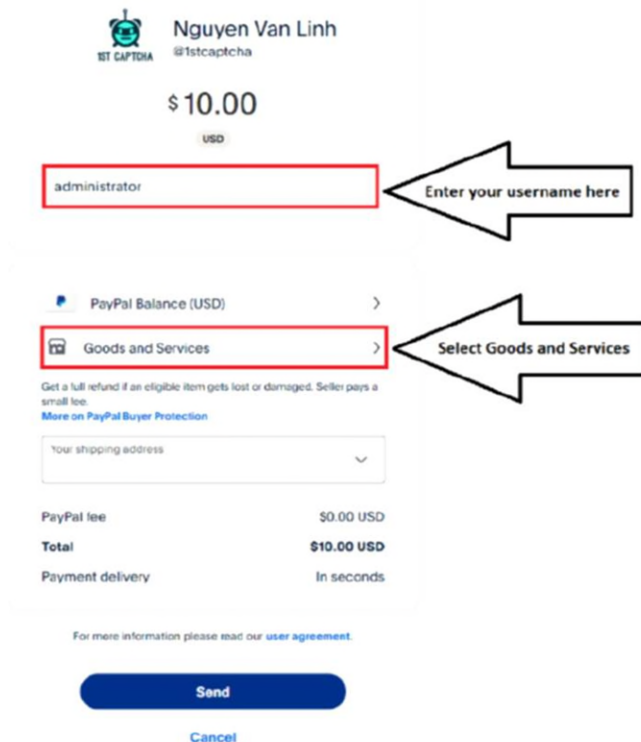 Nguyen Van Linh
1ST CAPTCHA
@1stcaptcha
$10.00
USD
administrator
Enter your username here
PayPal Balance (USD)
Goods and Services
Select Goods and Services
Get a full refund if an eligible item gets lost or damaged. Seller pays a
small fee.
More on PayPal Buyer Protection
Your shipping address
PayPal fee $0.00 USD
Total $10.00 USD
Payment delivery In seconds
For more information please read our user agreement.
Send
Cancel